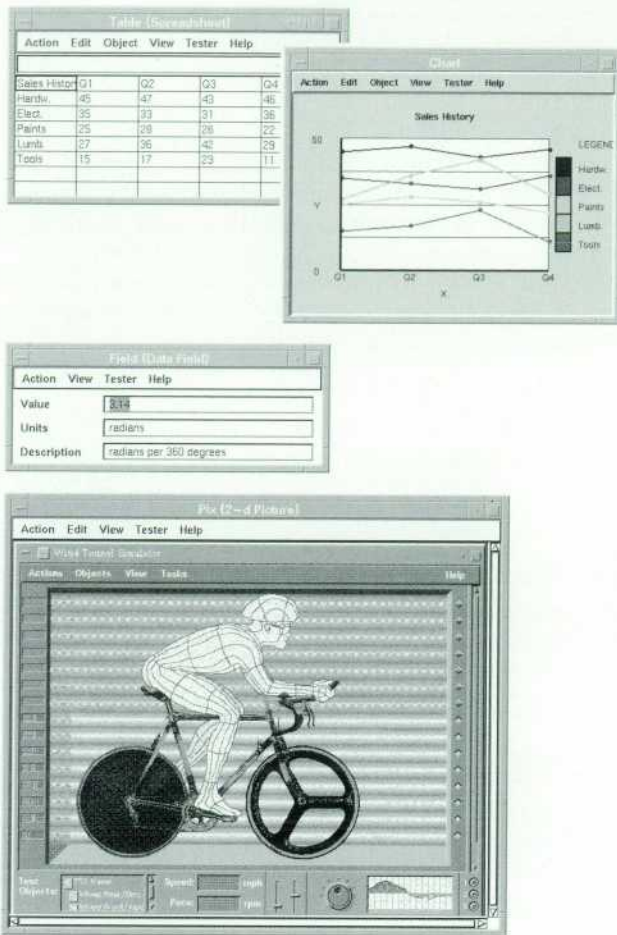 Table (Spreadsheet)
Action Edit Object View Tester Help
Sales Histor Q1 Q2 Q3 Q4
Hardw. 45 47 43 46
Elect. 35 33 31 36
Paints 25 28 26 22
Lumb. 27 36 42 29
Tools 15 17 23 11
Chart
Action Edit Object View Tester Help
Sales History
50
Y
0
Q1 Q2 Q3 Q4
X
LEGEND
Hardw.
Elect.
Paints
Lumb.
Tools
Field (Data Field)
Action View Tester Help
Value 3.14
Units radians
Description radians per 360 degrees
Pix (2-d Picture)
Action Edit View Tester Help
Wind Tunnel Simulator
Actions Objects View Tasks Help
Test Objects:
Speed: mph
Pace: rpm